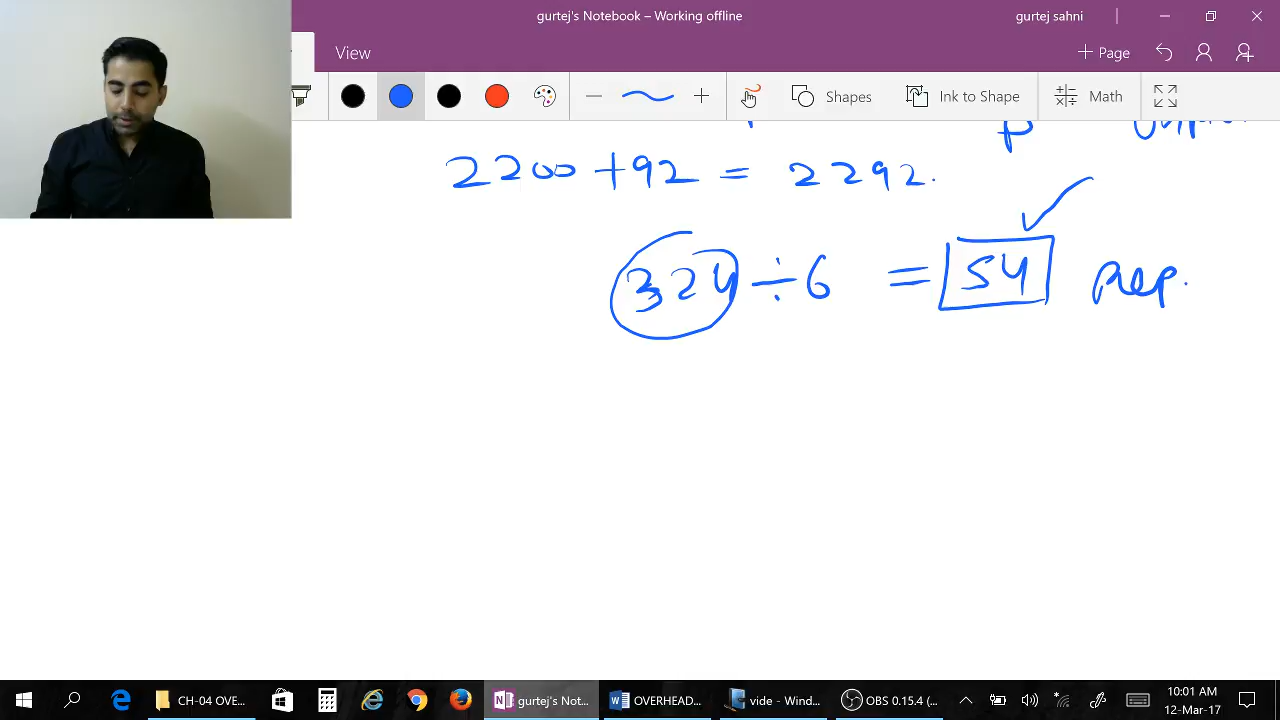 gurtej's Notebook – Working offline
gurtej sahni
View
Page
Shapes
Ink to Shape
Math
2200 + 92 = 2292.
324 ÷ 6 = 54
CH-04 OVE...
gurtej's Not...
OVERHEAD...
vide - Wind...
OBS 0.15.4 (...
10:01 AM
12-Mar-17